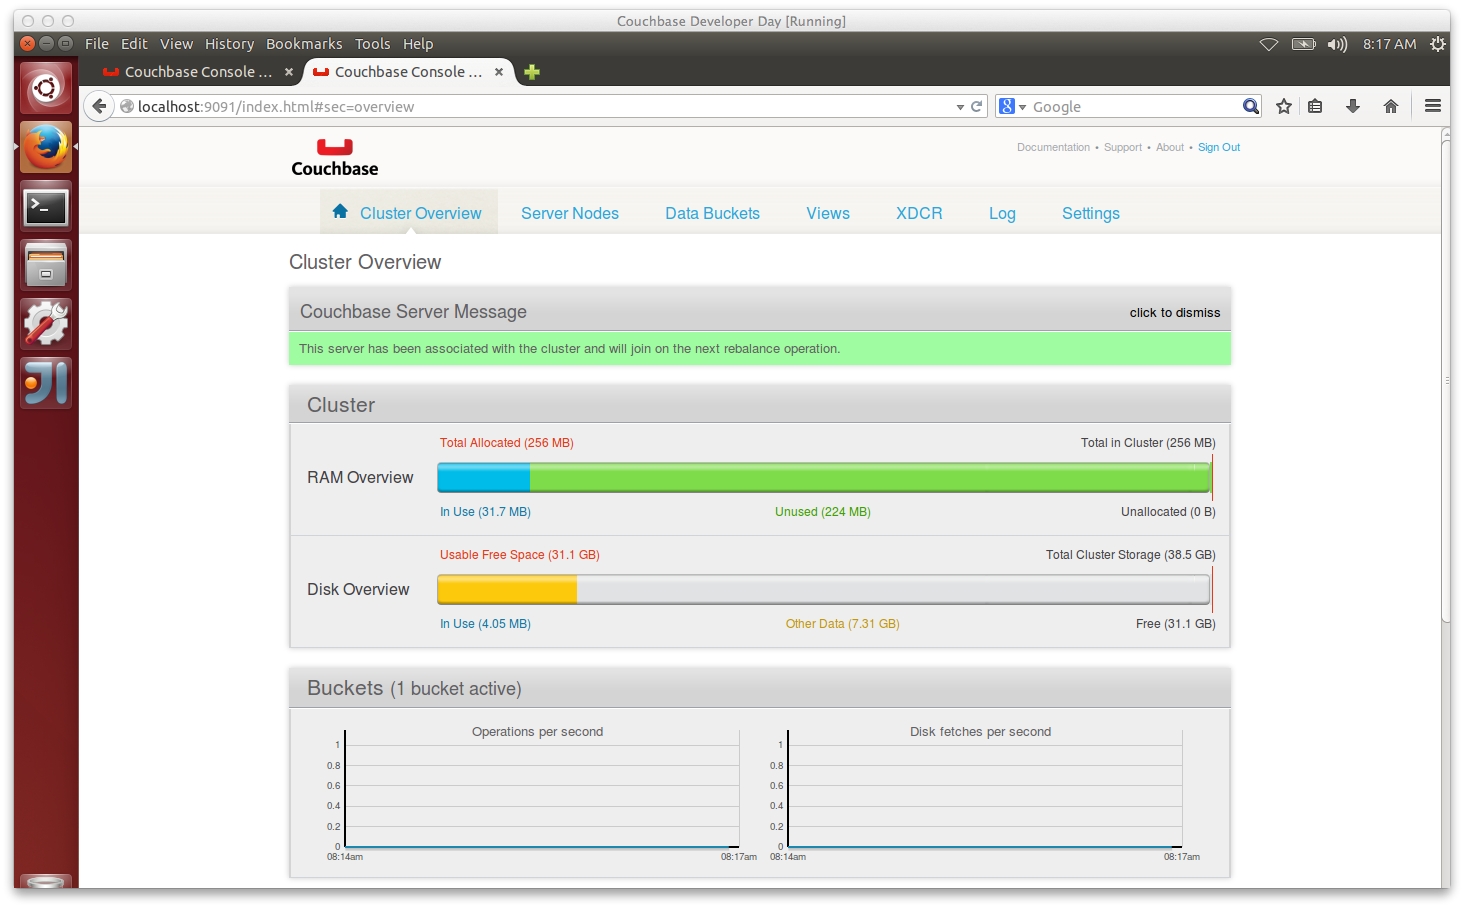 Couchbase Developer Day [Running]
File Edit View History Bookmarks Tools Help 8:17 AM
Couchbase Console ... Couchbase Console ...
localhost:9091/index.html#sec=overview Google
Couchbase
Documentation • Support • About • Sign Out
Cluster Overview Server Nodes Data Buckets Views XDCR Log Settings
Cluster Overview
Couchbase Server Message click to dismiss
This server has been associated with the cluster and will join on the next rebalance operation.
Cluster
Total Allocated (256 MB) Total in Cluster (256 MB)
RAM Overview
In Use (31.7 MB) Unused (224 MB) Unallocated (0 B)
Usable Free Space (31.1 GB) Total Cluster Storage (38.5 GB)
Disk Overview
In Use (4.05 MB) Other Data (7.31 GB) Free (31.1 GB)
Buckets (1 bucket active)
Operations per second Disk fetches per second
1 1
0.8 0.8
0.6 0.6
0.4 0.4
0.2 0.2
0 0
08:14am 08:17am 08:14am 08:17am